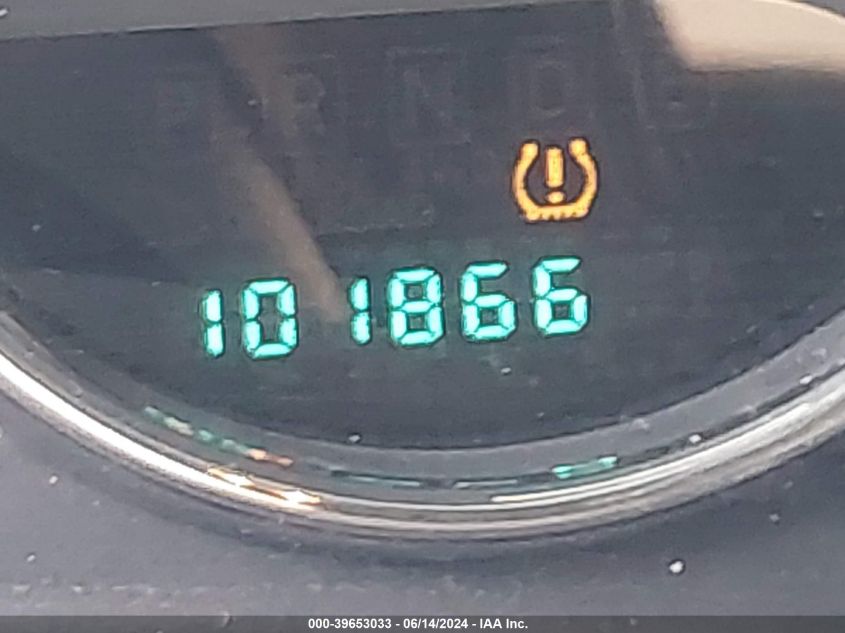 P R N D D
101866
000-39653033 - 06/14/2024 - IAA Inc.